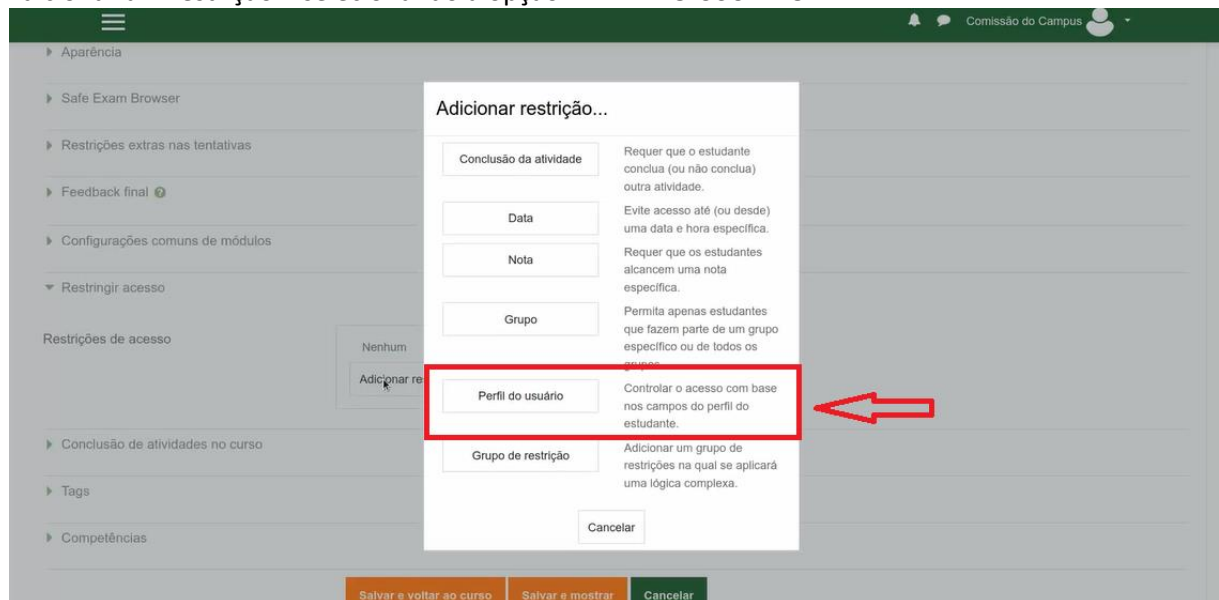 Comissão do Campus
Aparência
Safe Exam Browser
Restrições extras nas tentativas
Feedback final
Configurações comuns de módulos
Restringir acesso
Restrições de acesso
Nenhum
Adicionar re
Conclusão de atividades no curso
Tags
Competências
Adicionar restrição...
Conclusão da atividade
Requer que o estudante
conclua (ou não conclua)
outra atividade.
Data
Evite acesso até (ou desde)
uma data e hora específica.
Nota
Requer que os estudantes
alcancem uma nota
específica.
Grupo
Permita apenas estudantes
que fazem parte de um grupo
específico ou de todos os
grupos.
Perfil do usuário
Controlar o acesso com base
nos campos do perfil do
estudante.
Grupo de restrição
Adicionar um grupo de
restrições na qual se aplicará
uma lógica complexa.
Cancelar
Salvar e voltar ao curso
Salvar e mostrar
Cancelar